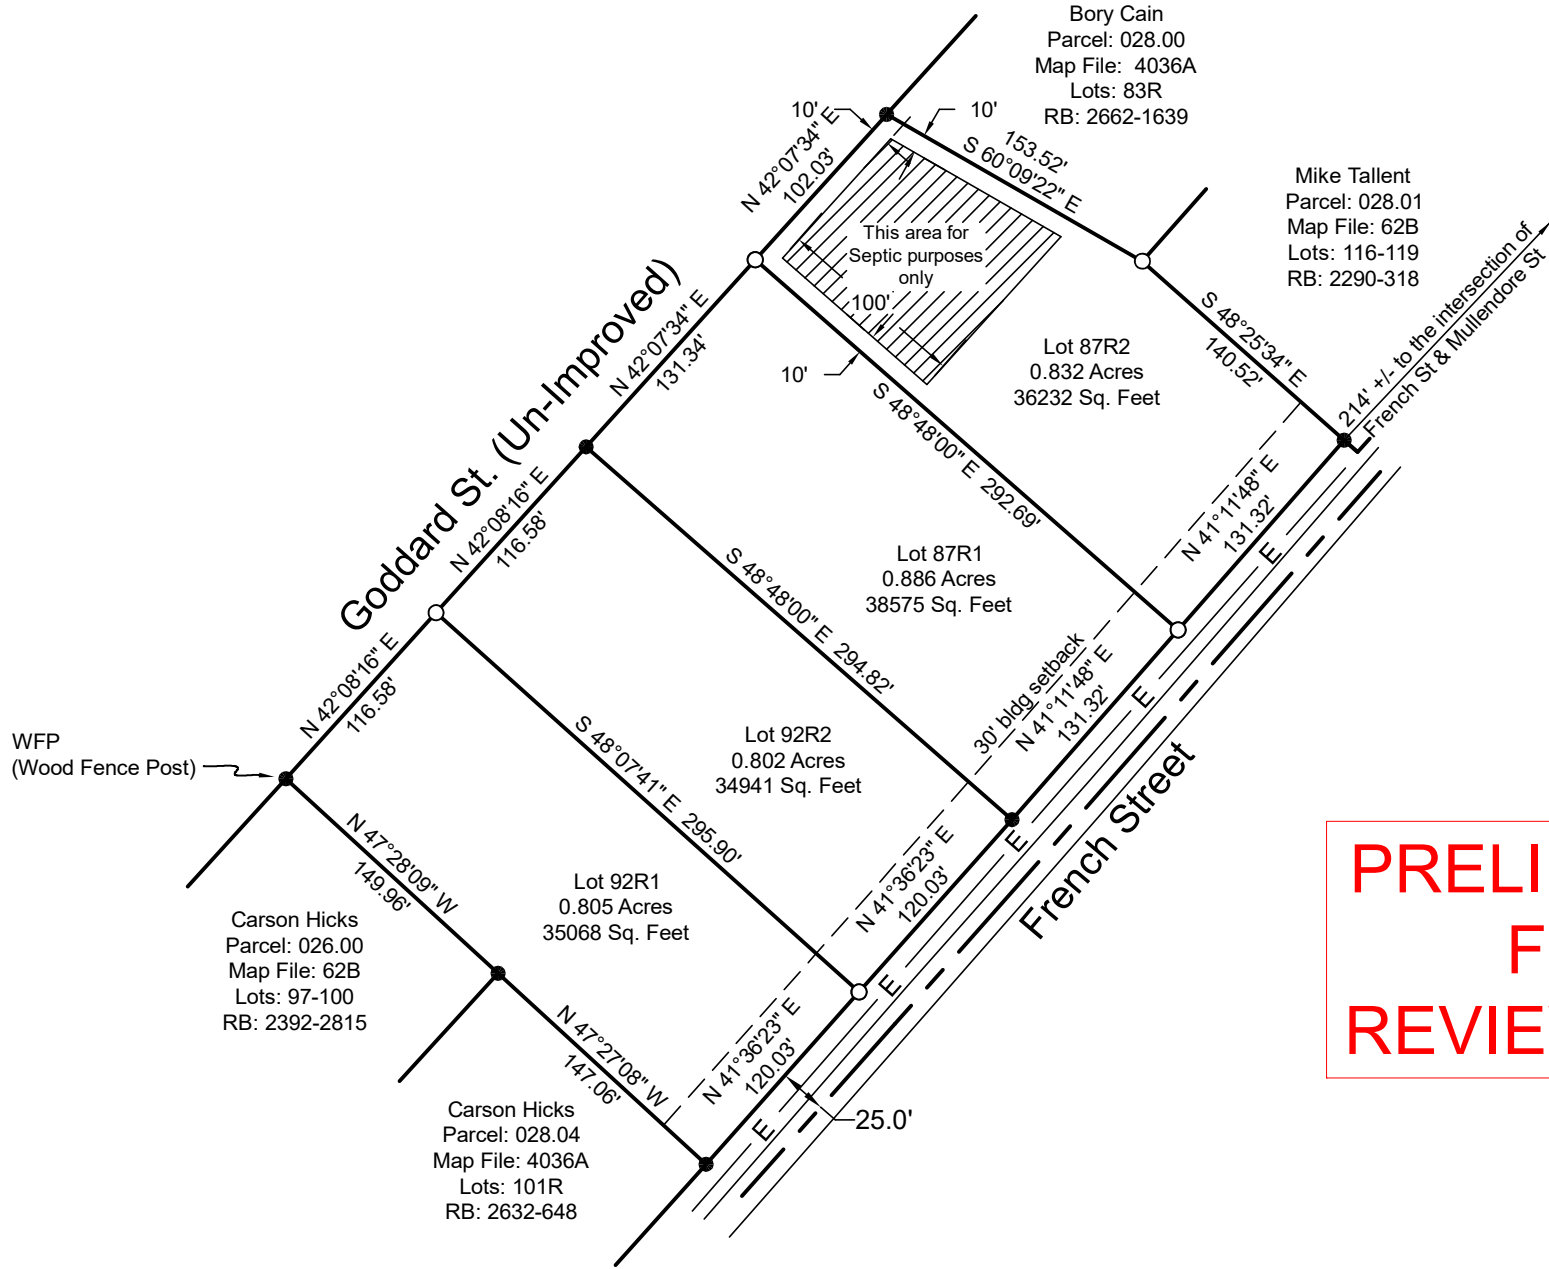 Bory Cain
Parcel: 028.00
Map File: 4036A
Lots: 83R
RB: 2662-1639
10'
10'
N 42°07'34" E
102.03'
153.52'
S 60°09'22" E
Mike Tallent
Parcel: 028.01
Map File: 62B
Lots: 116-119
RB: 2290-318
214' +/- to the intersection of
French St & Mullendore St
This area for
Septic purposes
only
100'
10'
S 48°25'34" E
140.52'
Lot 87R2
0.832 Acres
36232 Sq. Feet
Goddard St. (Un-Improved)
N 42°07'34" E
131.34'
S 48°48'00" E 292.69'
N 41°11'48" E
131.32'
E
N 42°08'16" E
116.58'
Lot 87R1
0.886 Acres
38575 Sq. Feet
S 48°48'00" E 294.82'
30' bldg setback
N 41°11'48" E
131.32'
E
N 42°08'16" E
116.58'
WFP
(Wood Fence Post)
Lot 92R2
0.802 Acres
34941 Sq. Feet
S 48°07'41" E 295.90'
N 41°36'23" E
120.03'
E
French Street
N 47°28'09" W
149.96'
Lot 92R1
0.805 Acres
35068 Sq. Feet
Carson Hicks
Parcel: 026.00
Map File: 62B
Lots: 97-100
RB: 2392-2815
E
N 47°27'08" W
147.06'
N 41°36'23" E
120.03'
E
25.0'
Carson Hicks
Parcel: 028.04
Map File: 4036A
Lots: 101R
RB: 2632-648
PRELI
F
REVIE